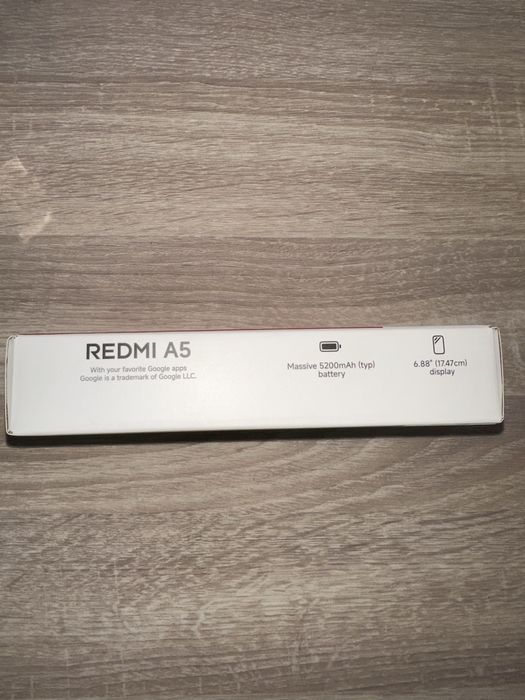 REDMI A5
With your favorite Google apps
Google is a trademark of Google LLC.
Massive 5200mAh (typ)
battery
6.88" (17.47cm)
display